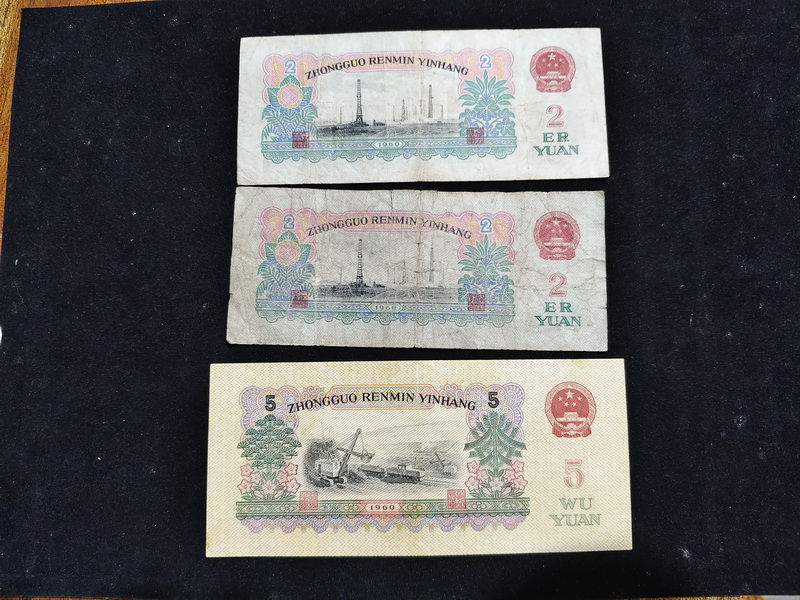 2 ZHONGGUO RENMIN YINHANG 2
2
ER
YUAN
1960
2 ZHONGGUO RENMIN YINHANG 2
2
ER
YUAN
1960
5 ZHONGGUO RENMIN YINHANG 5
5
WU
YUAN
1960